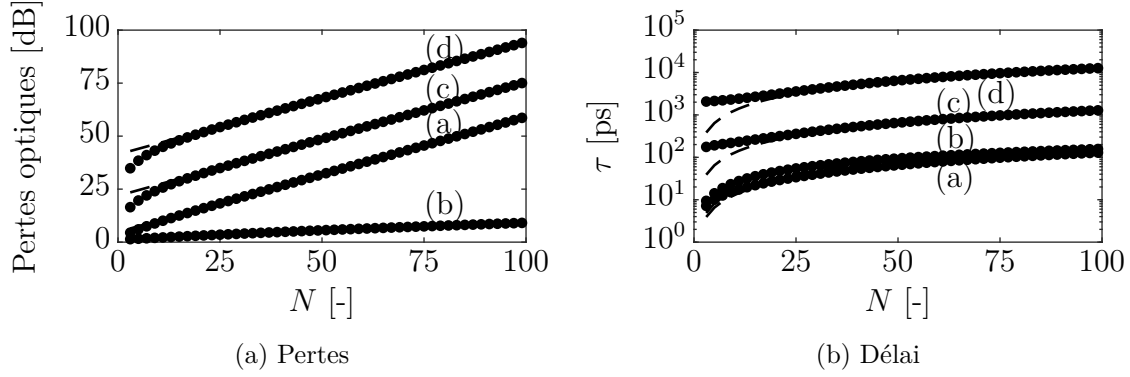 Pertes optiques [dB]
100
75
50
25
0
(d)
(c)
(a)
(b)
0 25 50 75 100
N [-]
(a) Pertes
τ [ps]
10^5
10^4
10^3
10^2
10^1
10^0
(c) (d)
(b)
(a)
0 25 50 75 100
N [-]
(b) Délai